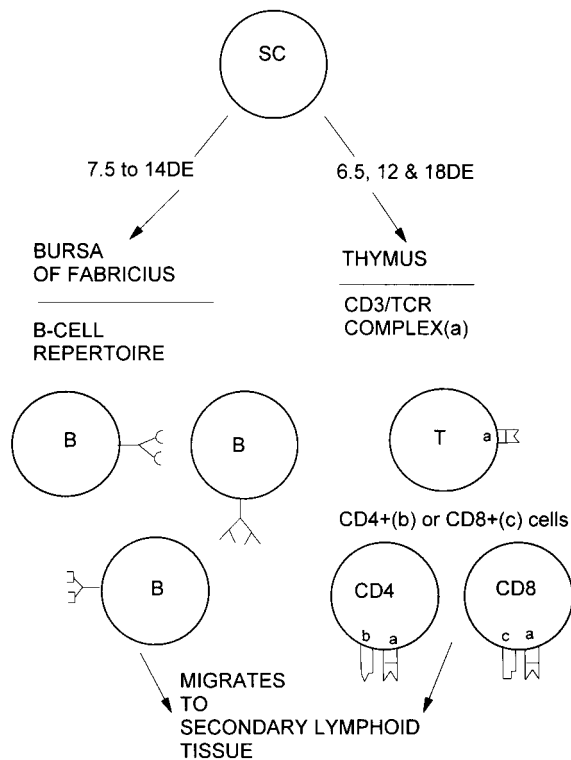 SC
7.5 to 14DE
6.5, 12 & 18DE
BURSA
OF FABRICIUS
THYMUS
B-CELL
REPERTOIRE
CD3/TCR
COMPLEX(a)
B
B
T
a
CD4+(b) or CD8+(c) cells
B
CD4
CD8
b
a
c
a
MIGRATES
TO
SECONDARY LYMPHOID
TISSUE